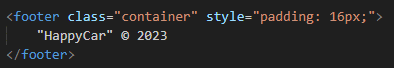 <footer class="container" style="padding: 16px;">
"HappyCar" © 2023
</footer>